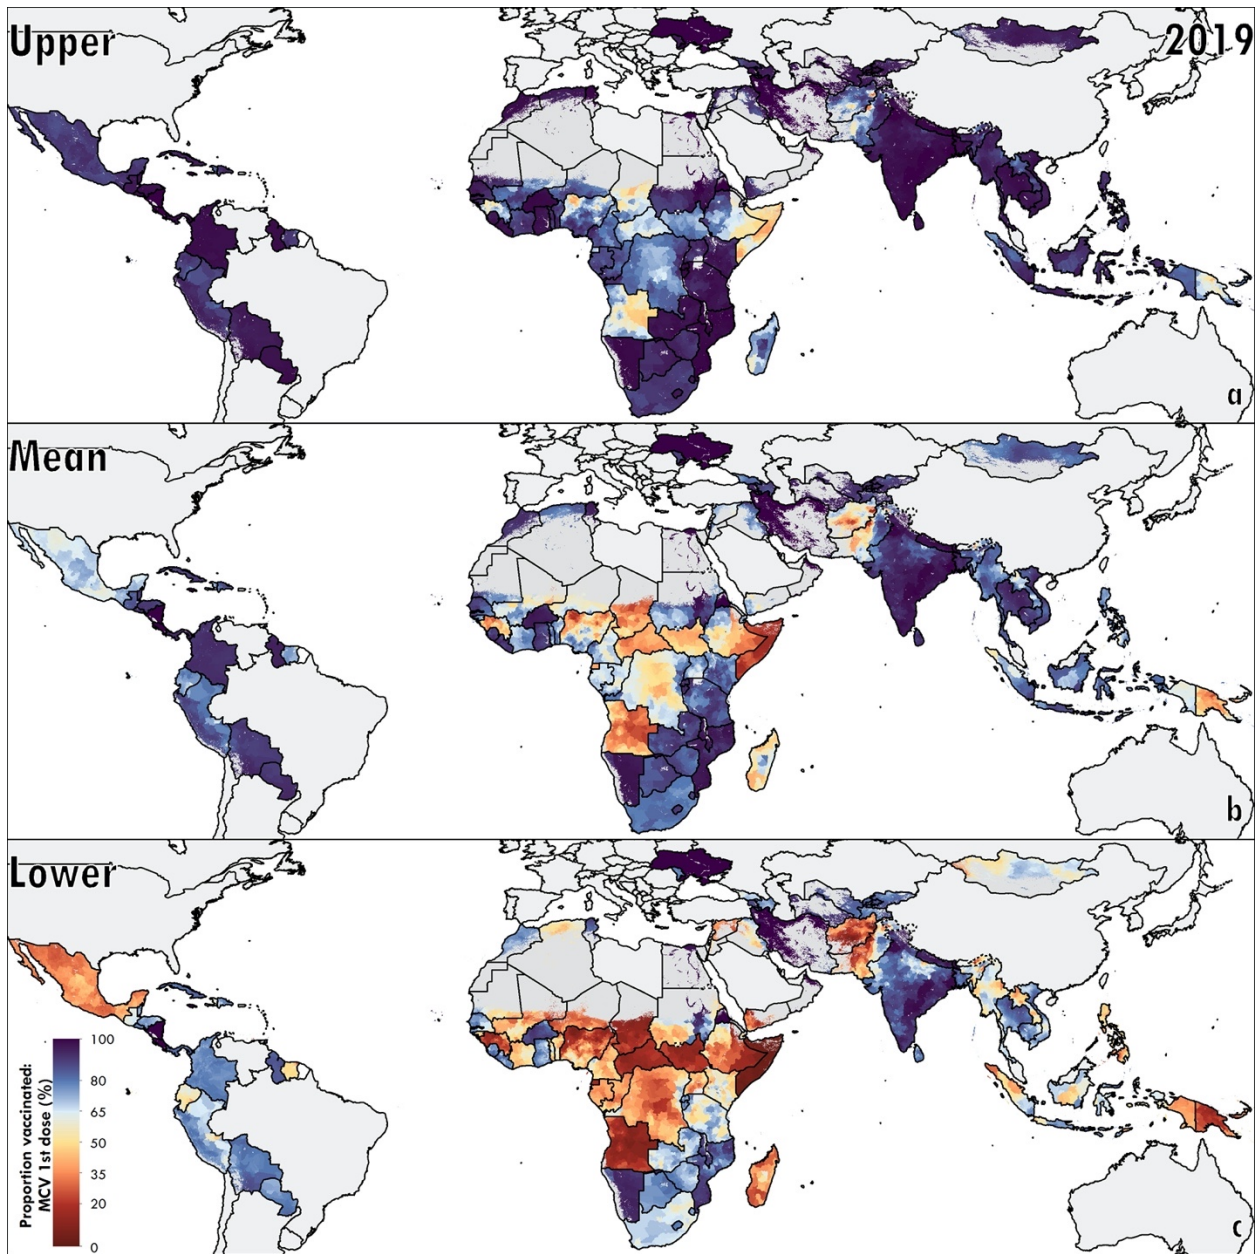 Upper
2019
a
Mean
b
Lower
Proportion vaccinated:
MCV 1st dose (%)
100
80
65
50
35
20
0
c